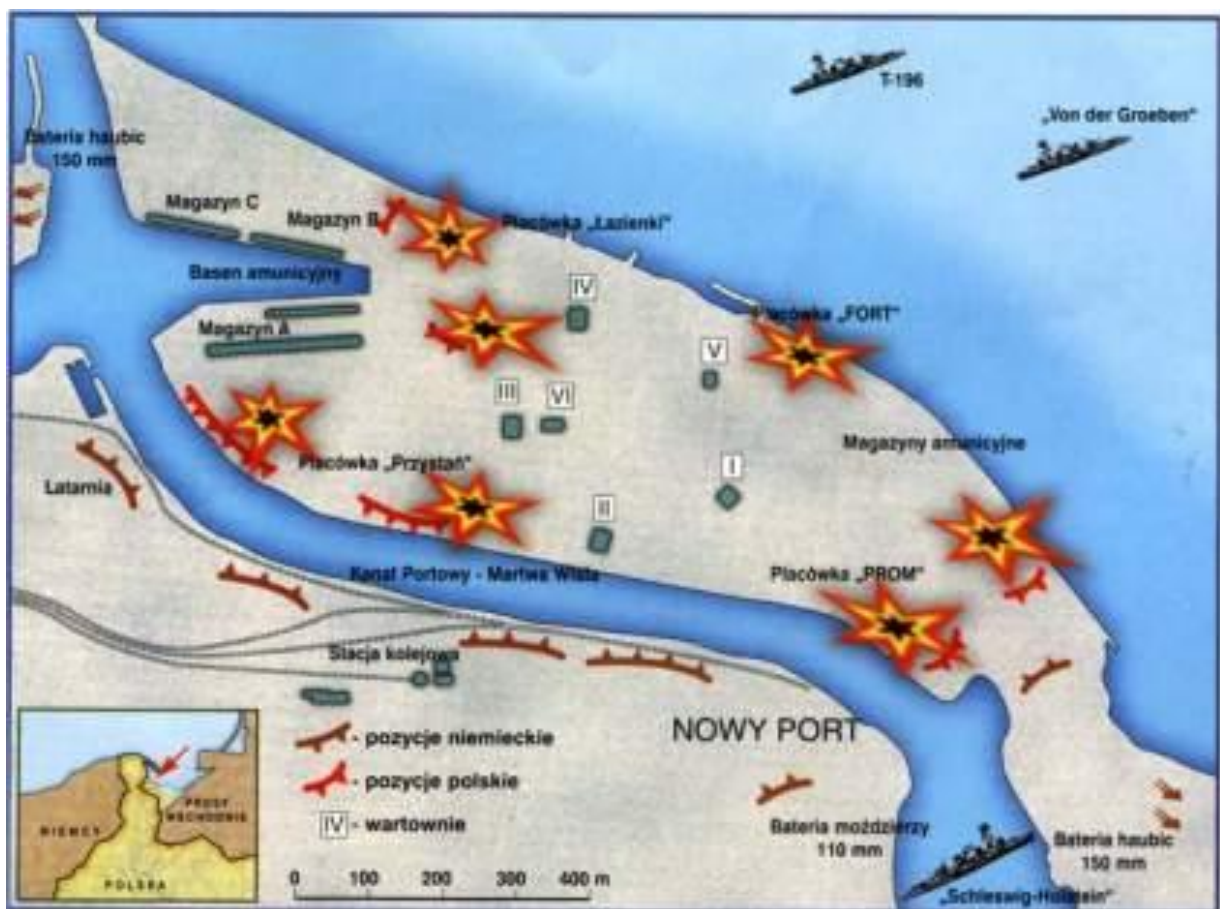 T-196
„Von der Groeben"
Bateria haubic
150 mm
Magazyn C
Magazyn B
Placówka „Łazienki"
Basen amunicyjny
IV
Placówka „FORT"
Magazyn A
V
III
VI
Magazyny amunicyjne
Placówka „Przystań"
I
Latarnia
II
Kanał Portowy - Martwa Wisła
Placówka „PROM"
Stacja kolejowa
NOWY PORT
- pozycje niemieckie
- pozycje polskie
IV - wartownie
NIEMCY
PRUSY
WSCHODNIE
POLSKA
0 100 200 300 400 m
Bateria moździerzy
110 mm
Bateria haubic
150 mm
„Schleswig-Holstein"